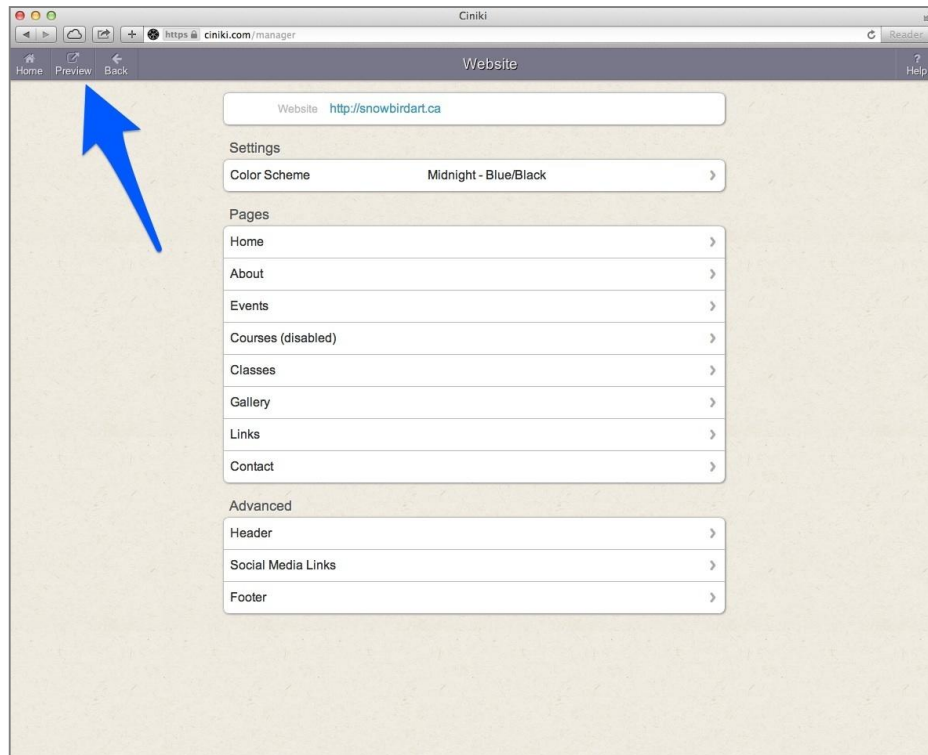 Ciniki
https ciniki.com/manager
Reader
Home Preview Back Website Help
Website http://snowbirdart.ca
Settings
Color Scheme Midnight - Blue/Black
Pages
Home
About
Events
Courses (disabled)
Classes
Gallery
Links
Contact
Advanced
Header
Social Media Links
Footer